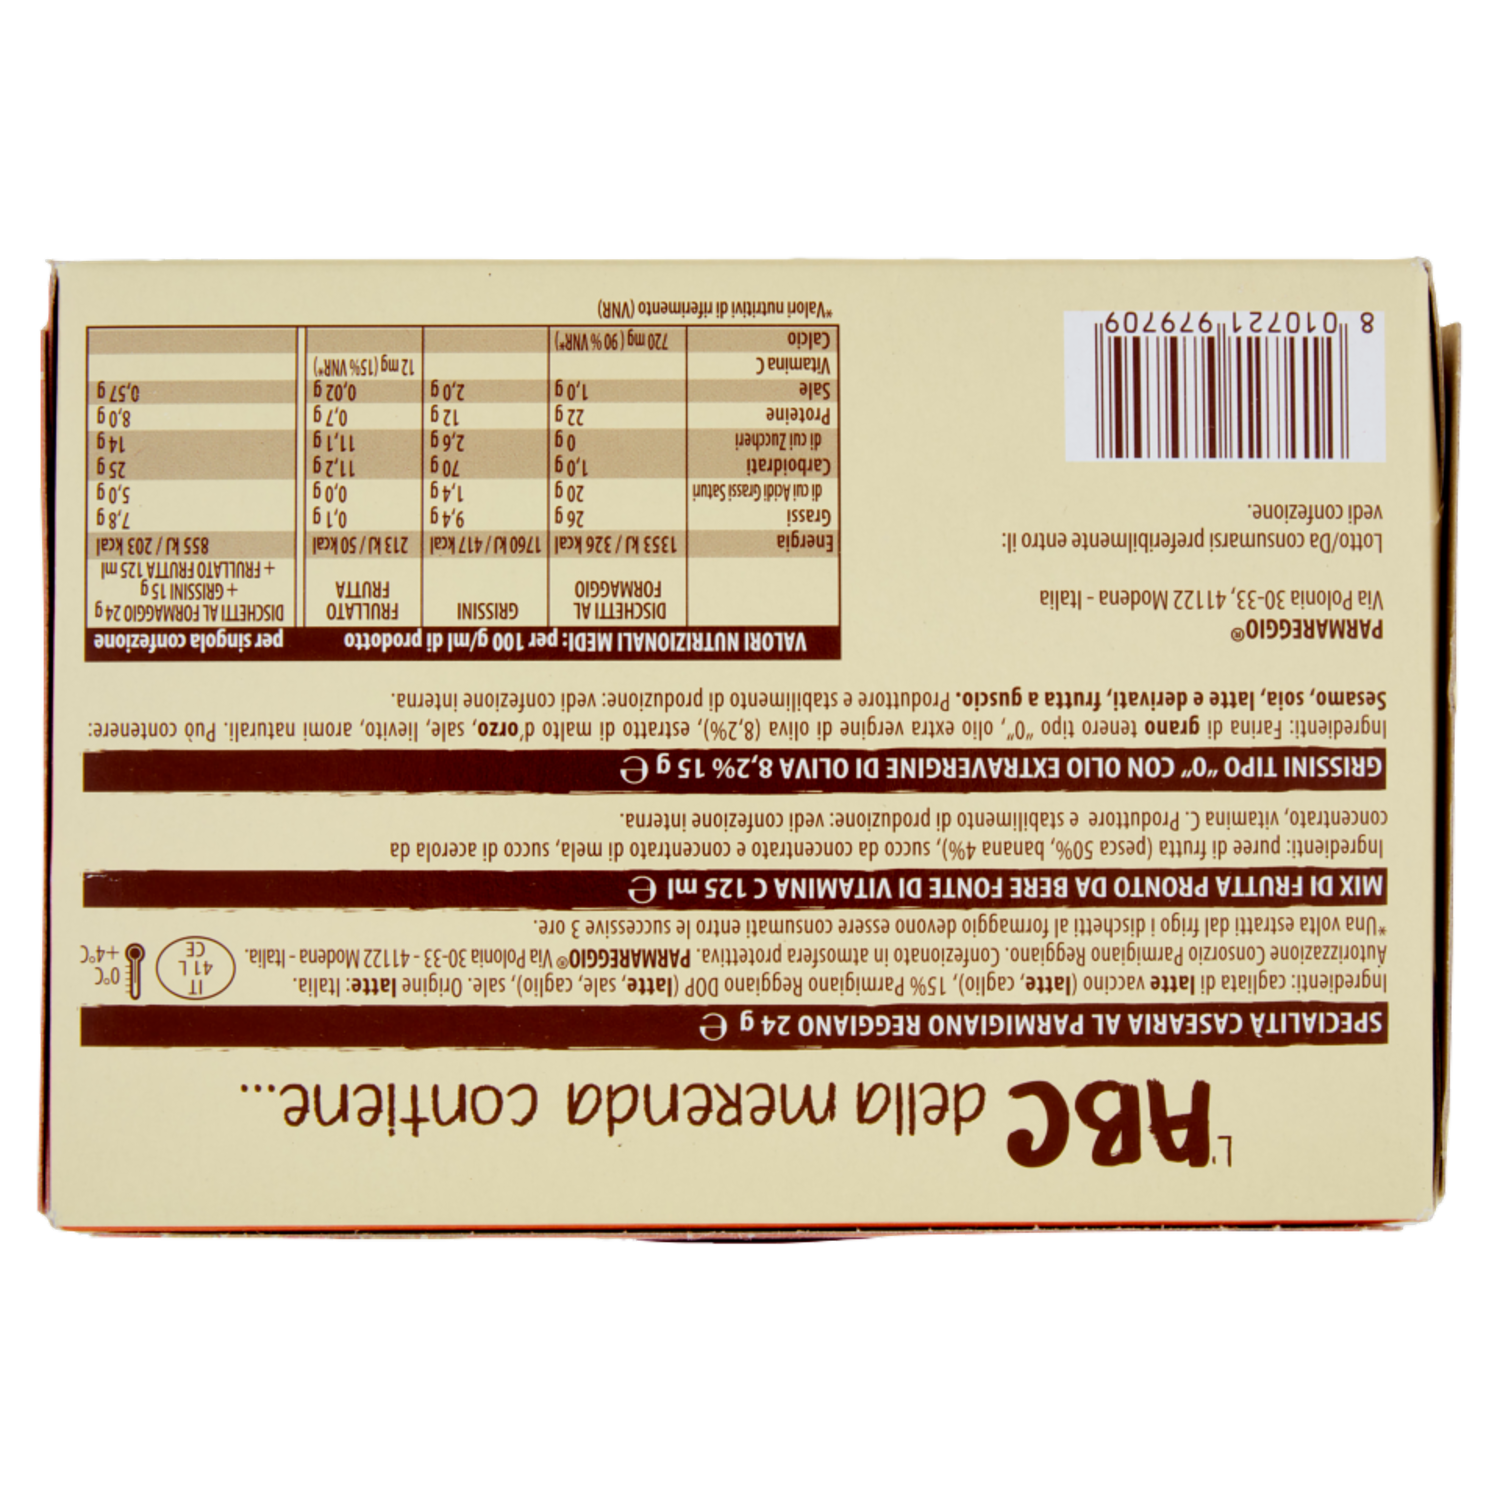 L'ABC della merenda contiene...
SPECIALITÀ CASEARIA AL PARMIGIANO REGGIANO 24 g ℮
Ingredienti: cagliata di latte vaccino (latte, caglio), 15% Parmigiano Reggiano DOP (latte, sale, caglio), sale. Origine latte: Italia.
Autorizzazione Consorzio Parmigiano Reggiano. Confezionato in atmosfera protettiva. PARMAREGGIO® Via Polonia 30-33 - 41122 Modena - Italia.
*Una volta estratti dal frigo i dischetti al formaggio devono essere consumati entro le successive 3 ore.
IT
41 L
CE
0°C
+4°C
MIX DI FRUTTA PRONTO DA BERE FONTE DI VITAMINA C 125 ml ℮
Ingredienti: puree di frutta (pesca 50%, banana 4%), succo da concentrato e concentrato di mela, succo di acerola da
concentrato, vitamina C. Produttore e stabilimento di produzione: vedi confezione interna.
GRISSINI TIPO "0" CON OLIO EXTRAVERGINE DI OLIVA 8,2% 15 g ℮
Ingredienti: Farina di grano tenero tipo "0", olio extra vergine di oliva (8,2%), estratto di malto d'orzo, sale, lievito, aromi naturali. Può contenere:
Sesamo, soia, latte e derivati, frutta a guscio. Produttore e stabilimento di produzione: vedi confezione interna.
PARMAREGGIO®
Via Polonia 30-33, 41122 Modena - Italia
Lotto/Da consumarsi preferibilmente entro il:
vedi confezione.
8 010721 979709
VALORI NUTRIZIONALI MEDI: per 100 g/ml di prodotto per singola confezione
DISCHETTI AL FORMAGGIO GRISSINI FRULLATO FRUTTA DISCHETTI AL FORMAGGIO 24 g + GRISSINI 15 g + FRULLATO FRUTTA 125 ml
Energia 1353 kJ / 326 kcal 1760 kJ / 417 kcal 213 kJ / 50 kcal 855 kJ / 203 kcal
Grassi 26 g 9,4 g 0,1 g 7,8 g
di cui Acidi Grassi Saturi 20 g 1,4 g 0,0 g 5,0 g
Carboidrati 1,0 g 70 g 11,2 g 25 g
di cui Zuccheri 0 g 2,6 g 11,1 g 14 g
Proteine 22 g 12 g 0,7 g 8,0 g
Sale 1,0 g 2,0 g 0,02 g 0,57 g
Vitamina C 12 mg (15% VNR*)
Calcio 720 mg (90 % VNR*)
*Valori nutritivi di riferimento (VNR)